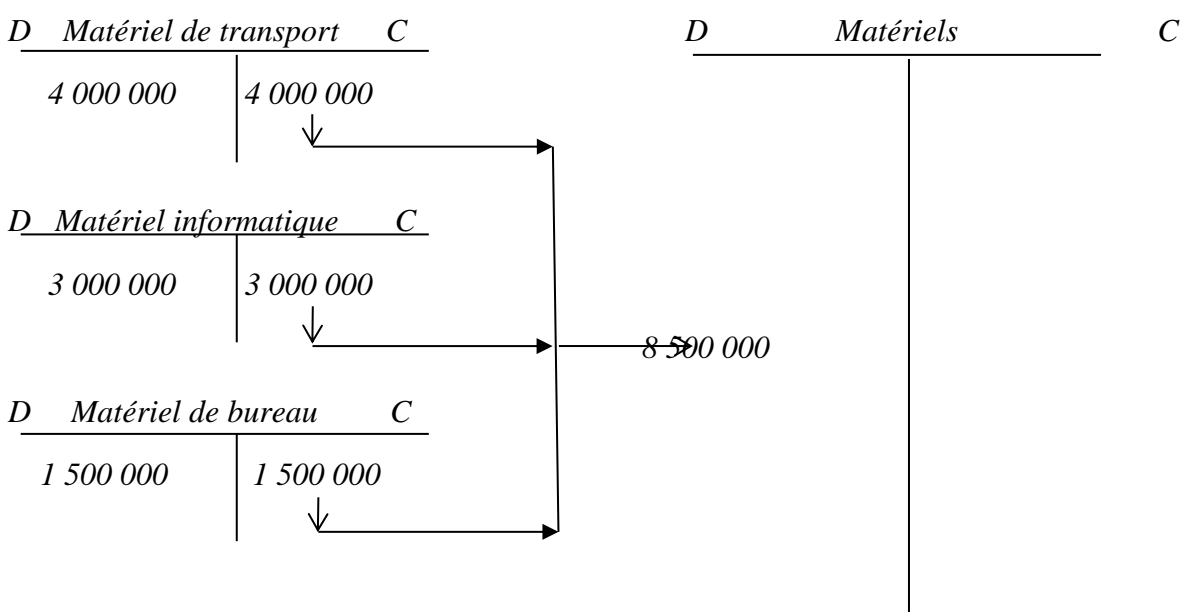 D Matériel de transport C
D Matériels C
4 000 000 4 000 000
D Matériel informatique C
3 000 000 3 000 000
8 500 000
D Matériel de bureau C
1 500 000 1 500 000